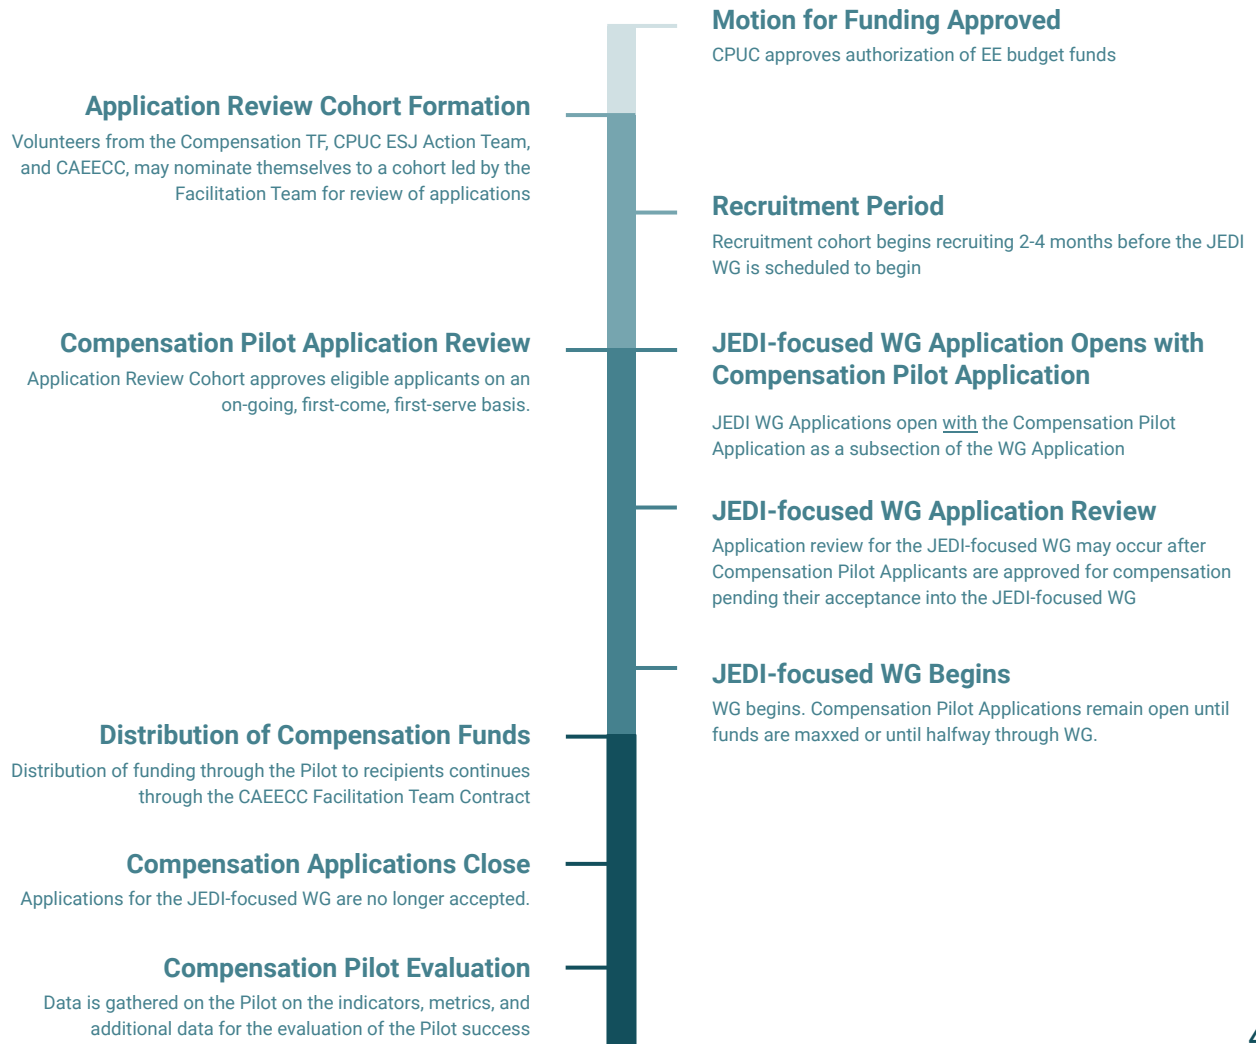 Motion for Funding Approved
CPUC approves authorization of EE budget funds
Application Review Cohort Formation
Volunteers from the Compensation TF, CPUC ESJ Action Team,
and CAEECC, may nominate themselves to a cohort led by the
Facilitation Team for review of applications
Recruitment Period
Recruitment cohort begins recruiting 2-4 months before the JEDI
WG is scheduled to begin
Compensation Pilot Application Review
Application Review Cohort approves eligible applicants on an
on-going, first-come, first-serve basis.
JEDI-focused WG Application Opens with
Compensation Pilot Application
JEDI WG Applications open with the Compensation Pilot
Application as a subsection of the WG Application
JEDI-focused WG Application Review
Application review for the JEDI-focused WG may occur after
Compensation Pilot Applicants are approved for compensation
pending their acceptance into the JEDI-focused WG
JEDI-focused WG Begins
WG begins. Compensation Pilot Applications remain open until
funds are maxxed or until halfway through WG.
Distribution of Compensation Funds
Distribution of funding through the Pilot to recipients continues
through the CAEECC Facilitation Team Contract
Compensation Applications Close
Applications for the JEDI-focused WG are no longer accepted.
Compensation Pilot Evaluation
Data is gathered on the Pilot on the indicators, metrics, and
additional data for the evaluation of the Pilot success